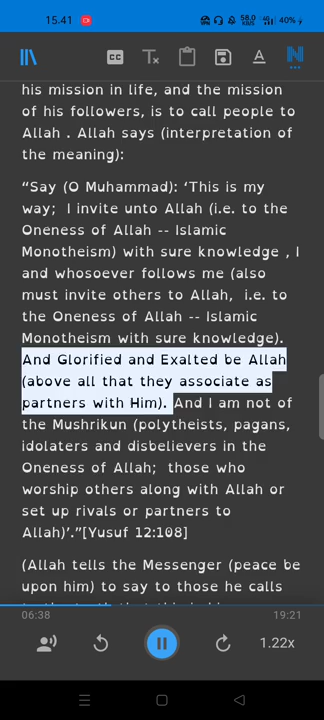 15.41
58.0 KB/s 4G 40%
CC T× A N
his mission in life, and the mission
of his followers, is to call people to
Allah . Allah says (interpretation of
the meaning):
“Say (O Muhammad): ‘This is my
way;  I invite unto Allah (i.e. to the
Oneness of Allah -- Islamic
Monotheism) with sure knowledge , I
and whosoever follows me (also
must invite others to Allah,  i.e. to
the Oneness of Allah -- Islamic
Monotheism with sure knowledge).
And Glorified and Exalted be Allah
(above all that they associate as
partners with Him). And I am not of
the Mushrikun (polytheists, pagans,
idolaters and disbelievers in the
Oneness of Allah;  those who
worship others along with Allah or
set up rivals or partners to
Allah)’.”[Yusuf 12:108]
(Allah tells the Messenger (peace be
upon him) to say to those he calls
06:38 19:21
1.22x